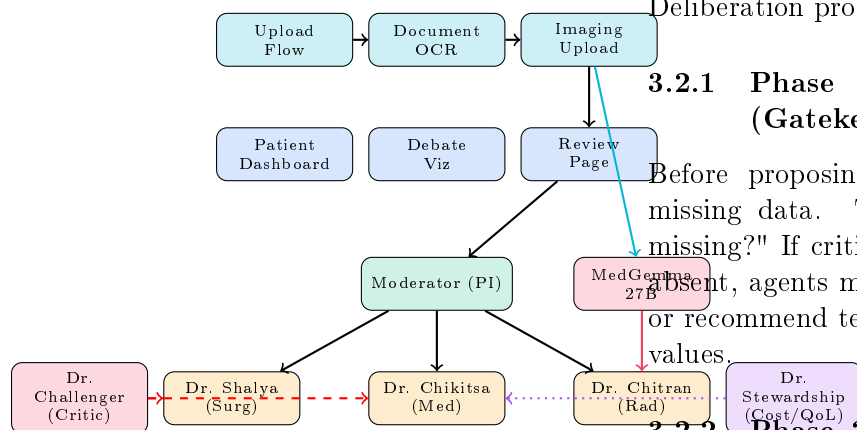 Upload
Flow
Document
OCR
Imaging
Upload
Patient
Dashboard
Debate
Viz
Review
Page
Moderator (PI)
MedGemma
27B
Dr.
Challenger
(Critic)
Dr. Shalya
(Surg)
Dr. Chikitsa
(Med)
Dr. Chitran
(Rad)
Dr.
Stewardship
(Cost/QoL)
Deliberation pro
3.2.1 Phase
(Gateke
Before proposin
missing data.
missing?" If criti
absent, agents m
or recommend te
values.
3.2.2 Phase